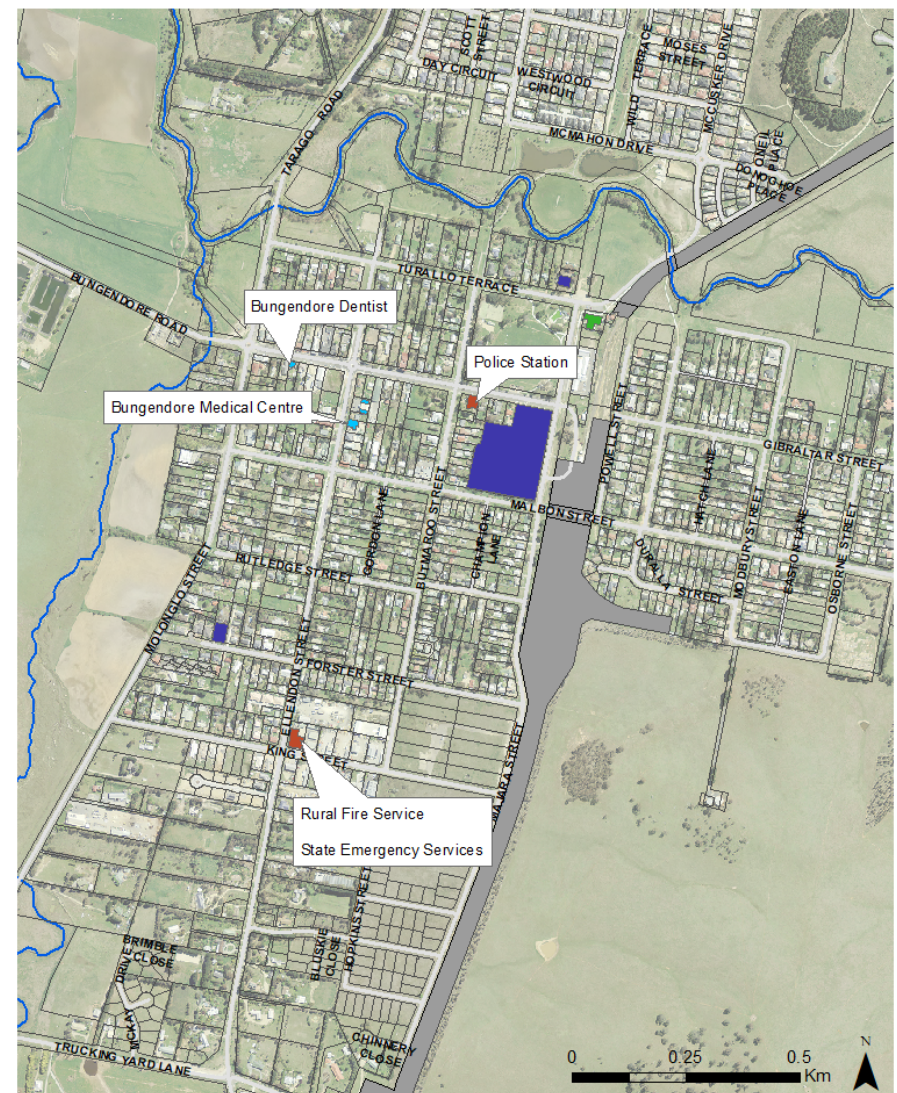 SCOTT
STREET
DAY CIRCUIT
WESTWOOD
CIRCUIT
WILD
TERRACE
MOSES
STREET
MCCUSKER DRIVE
MCMAHON DRIVE
ONEIL
PLACE
DONOGHOE
PLACE
TARAGO ROAD
TURALLO TERRACE
BUNGENDORE ROAD
Bungendore Dentist
Police Station
Bungendore Medical Centre
POWELL STREET
GIBRALTAR STREET
HATCH LANE
MALBON STREET
GORDON LANE
BUTMAROO STREET
CHAMPION
LANE
DURALLA STREET
MODBURY STREET
EASTON LANE
OSBORNE STREET
RUTLEDGE STREET
MOLONGLO STREET
ELLENDON STREET
FORSTER STREET
KING STREET
MAJARA STREET
Rural Fire Service
State Emergency Services
HOPKINS STREET
BLUSKIE
CLOSE
BRIMBLE
CLOSE
MCKAY DRIVE
CHINNERY
CLOSE
TRUCKING YARD LANE
0 0.25 0.5
Km
N